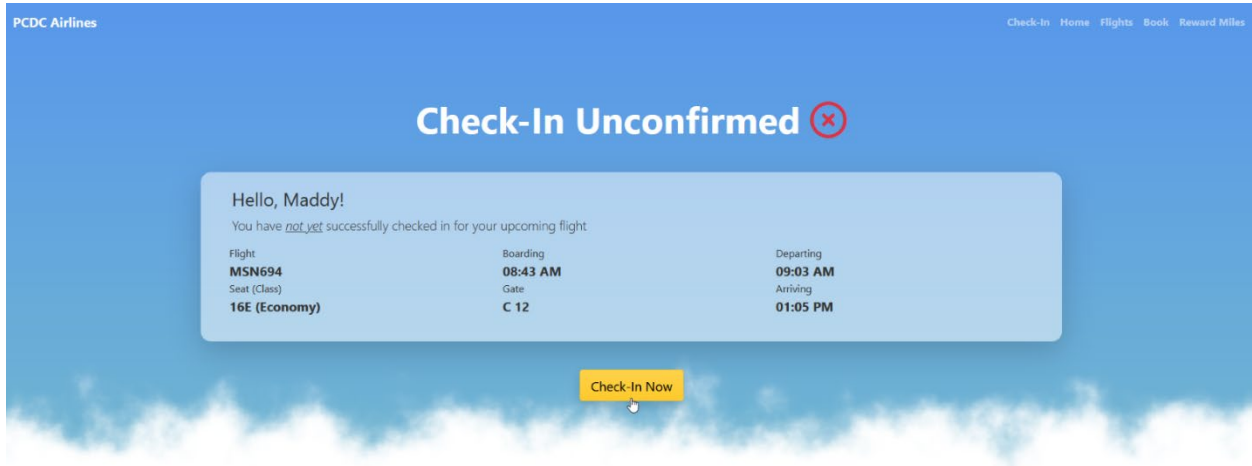 PCDC Airlines
Check-In Home Flights Book Reward Miles
Check-In Unconfirmed
Hello, Maddy!
You have not yet successfully checked in for your upcoming flight
Flight Boarding Departing
MSN694 08:43 AM 09:03 AM
Seat (Class) Gate Arriving
16E (Economy) C 12 01:05 PM
Check-In Now